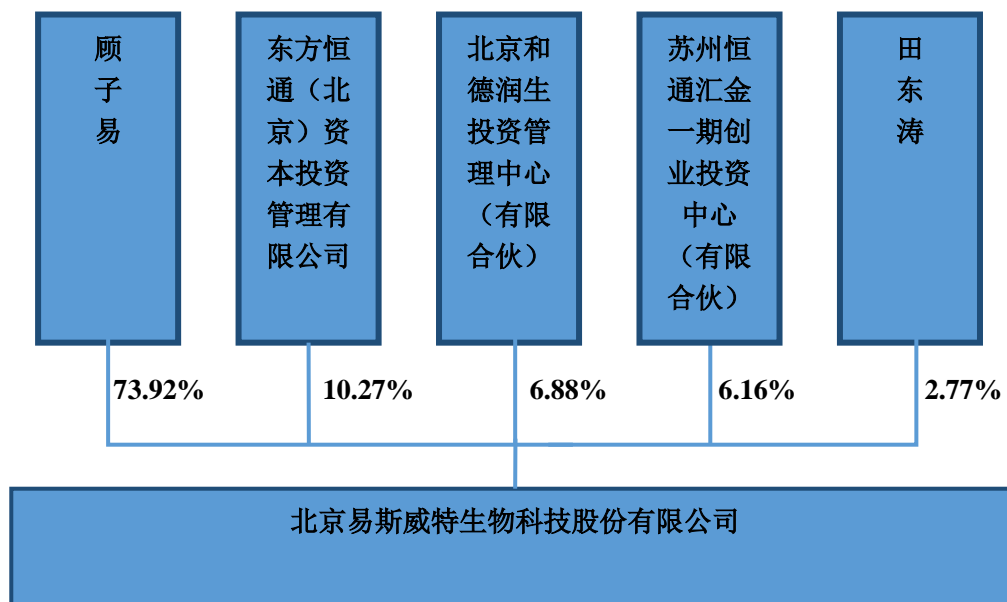 顾
子
易
东方恒
通（北
京）资
本投资
管理有
限公司
北京和
德润生
投资管
理中心
（有限
合伙）
苏州恒
通汇金
一期创
业投资
中心
（有限
合伙）
田
东
涛
73.92%
10.27%
6.88%
6.16%
2.77%
北京易斯威特生物科技股份有限公司